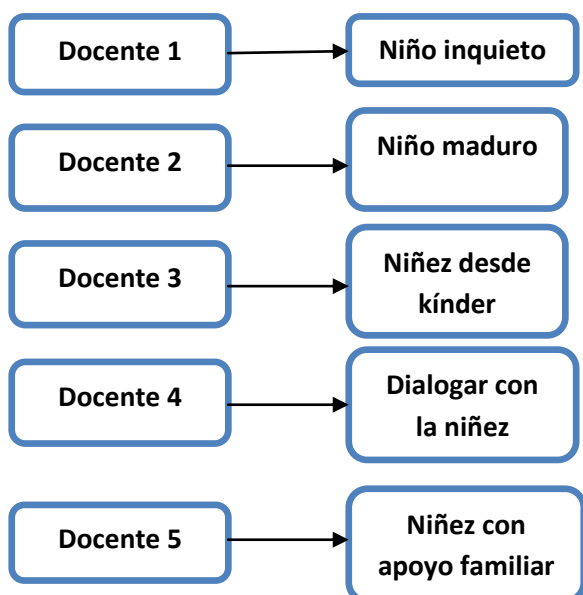 Docente 1
Niño inquieto
Docente 2
Niño maduro
Docente 3
Niñez desde
kínder
Docente 4
Dialogar con
la niñez
Docente 5
Niñez con
apoyo familiar